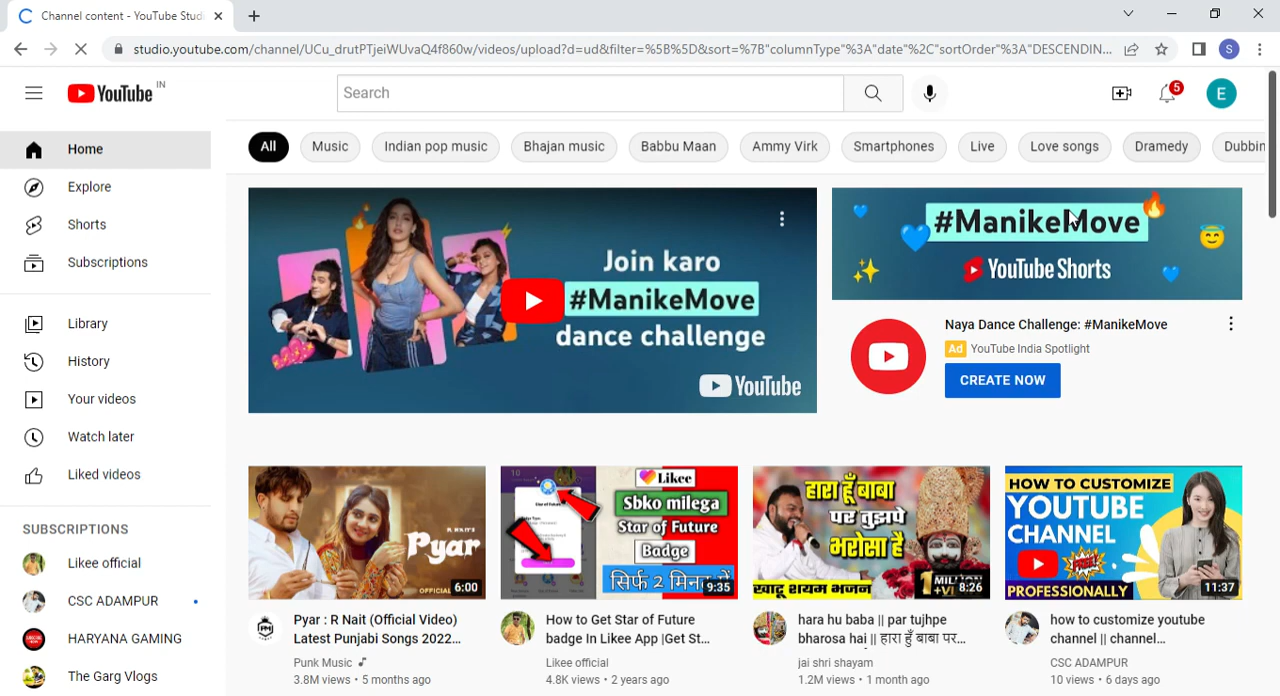 Channel content - YouTube Studi
studio.youtube.com/channel/UCu_drutPTjeiWUvaQ4f860w/videos/upload?d=ud&filter=%5B%5D&sort=%7B"columnType"%3A"date"%2C"sortOrder"%3A"DESCENDIN...
S
YouTube IN
Search
5
E
All
Music
Indian pop music
Bhajan music
Babbu Maan
Ammy Virk
Smartphones
Live
Love songs
Dramedy
Dubbin
Home
Explore
Shorts
Subscriptions
Library
History
Your videos
Watch later
Liked videos
SUBSCRIPTIONS
Likee official
CSC ADAMPUR
HARYANA GAMING
The Garg Vlogs
Join karo
#ManikeMove
dance challenge
YouTube
#ManikeMove
YouTube Shorts
Naya Dance Challenge: #ManikeMove
Ad YouTube India Spotlight
CREATE NOW
R NAIT'S
Pyar
OFFICIAL
6:00
Pyar : R Nait (Official Video)
Latest Punjabi Songs 2022...
Punk Music
3.8M views • 5 months ago
Likee
Sbko milega
Star of Future
Badge
सिर्फ 2 मिनट में
9:35
How to Get Star of Future
badge In Likee App |Get St...
Likee official
4.8K views • 2 years ago
हारा हूँ बाबा
पर तुझपे
भरोसा है
खाटू श्याम भजन
1 MILLION
+VI
8:26
hara hu baba || par tujhpe
bharosa hai || हारा हूँ बाबा पर...
jai shri shayam
1.2M views • 1 month ago
HOW TO CUSTOMIZE
YOUTUBE
CHANNEL
FREE
PROFESSIONALLY
11:37
how to customize youtube
channel || channel...
CSC ADAMPUR
10 views • 6 days ago